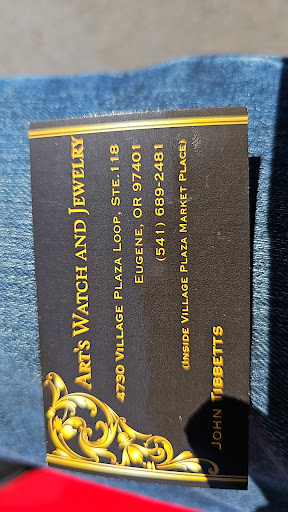 Art's Watch and Jewelry
4730 Village Plaza Loop, Ste.118
Eugene, OR 97401
(541) 689-2481
(Inside Village Plaza Market Place)
John Tibbetts